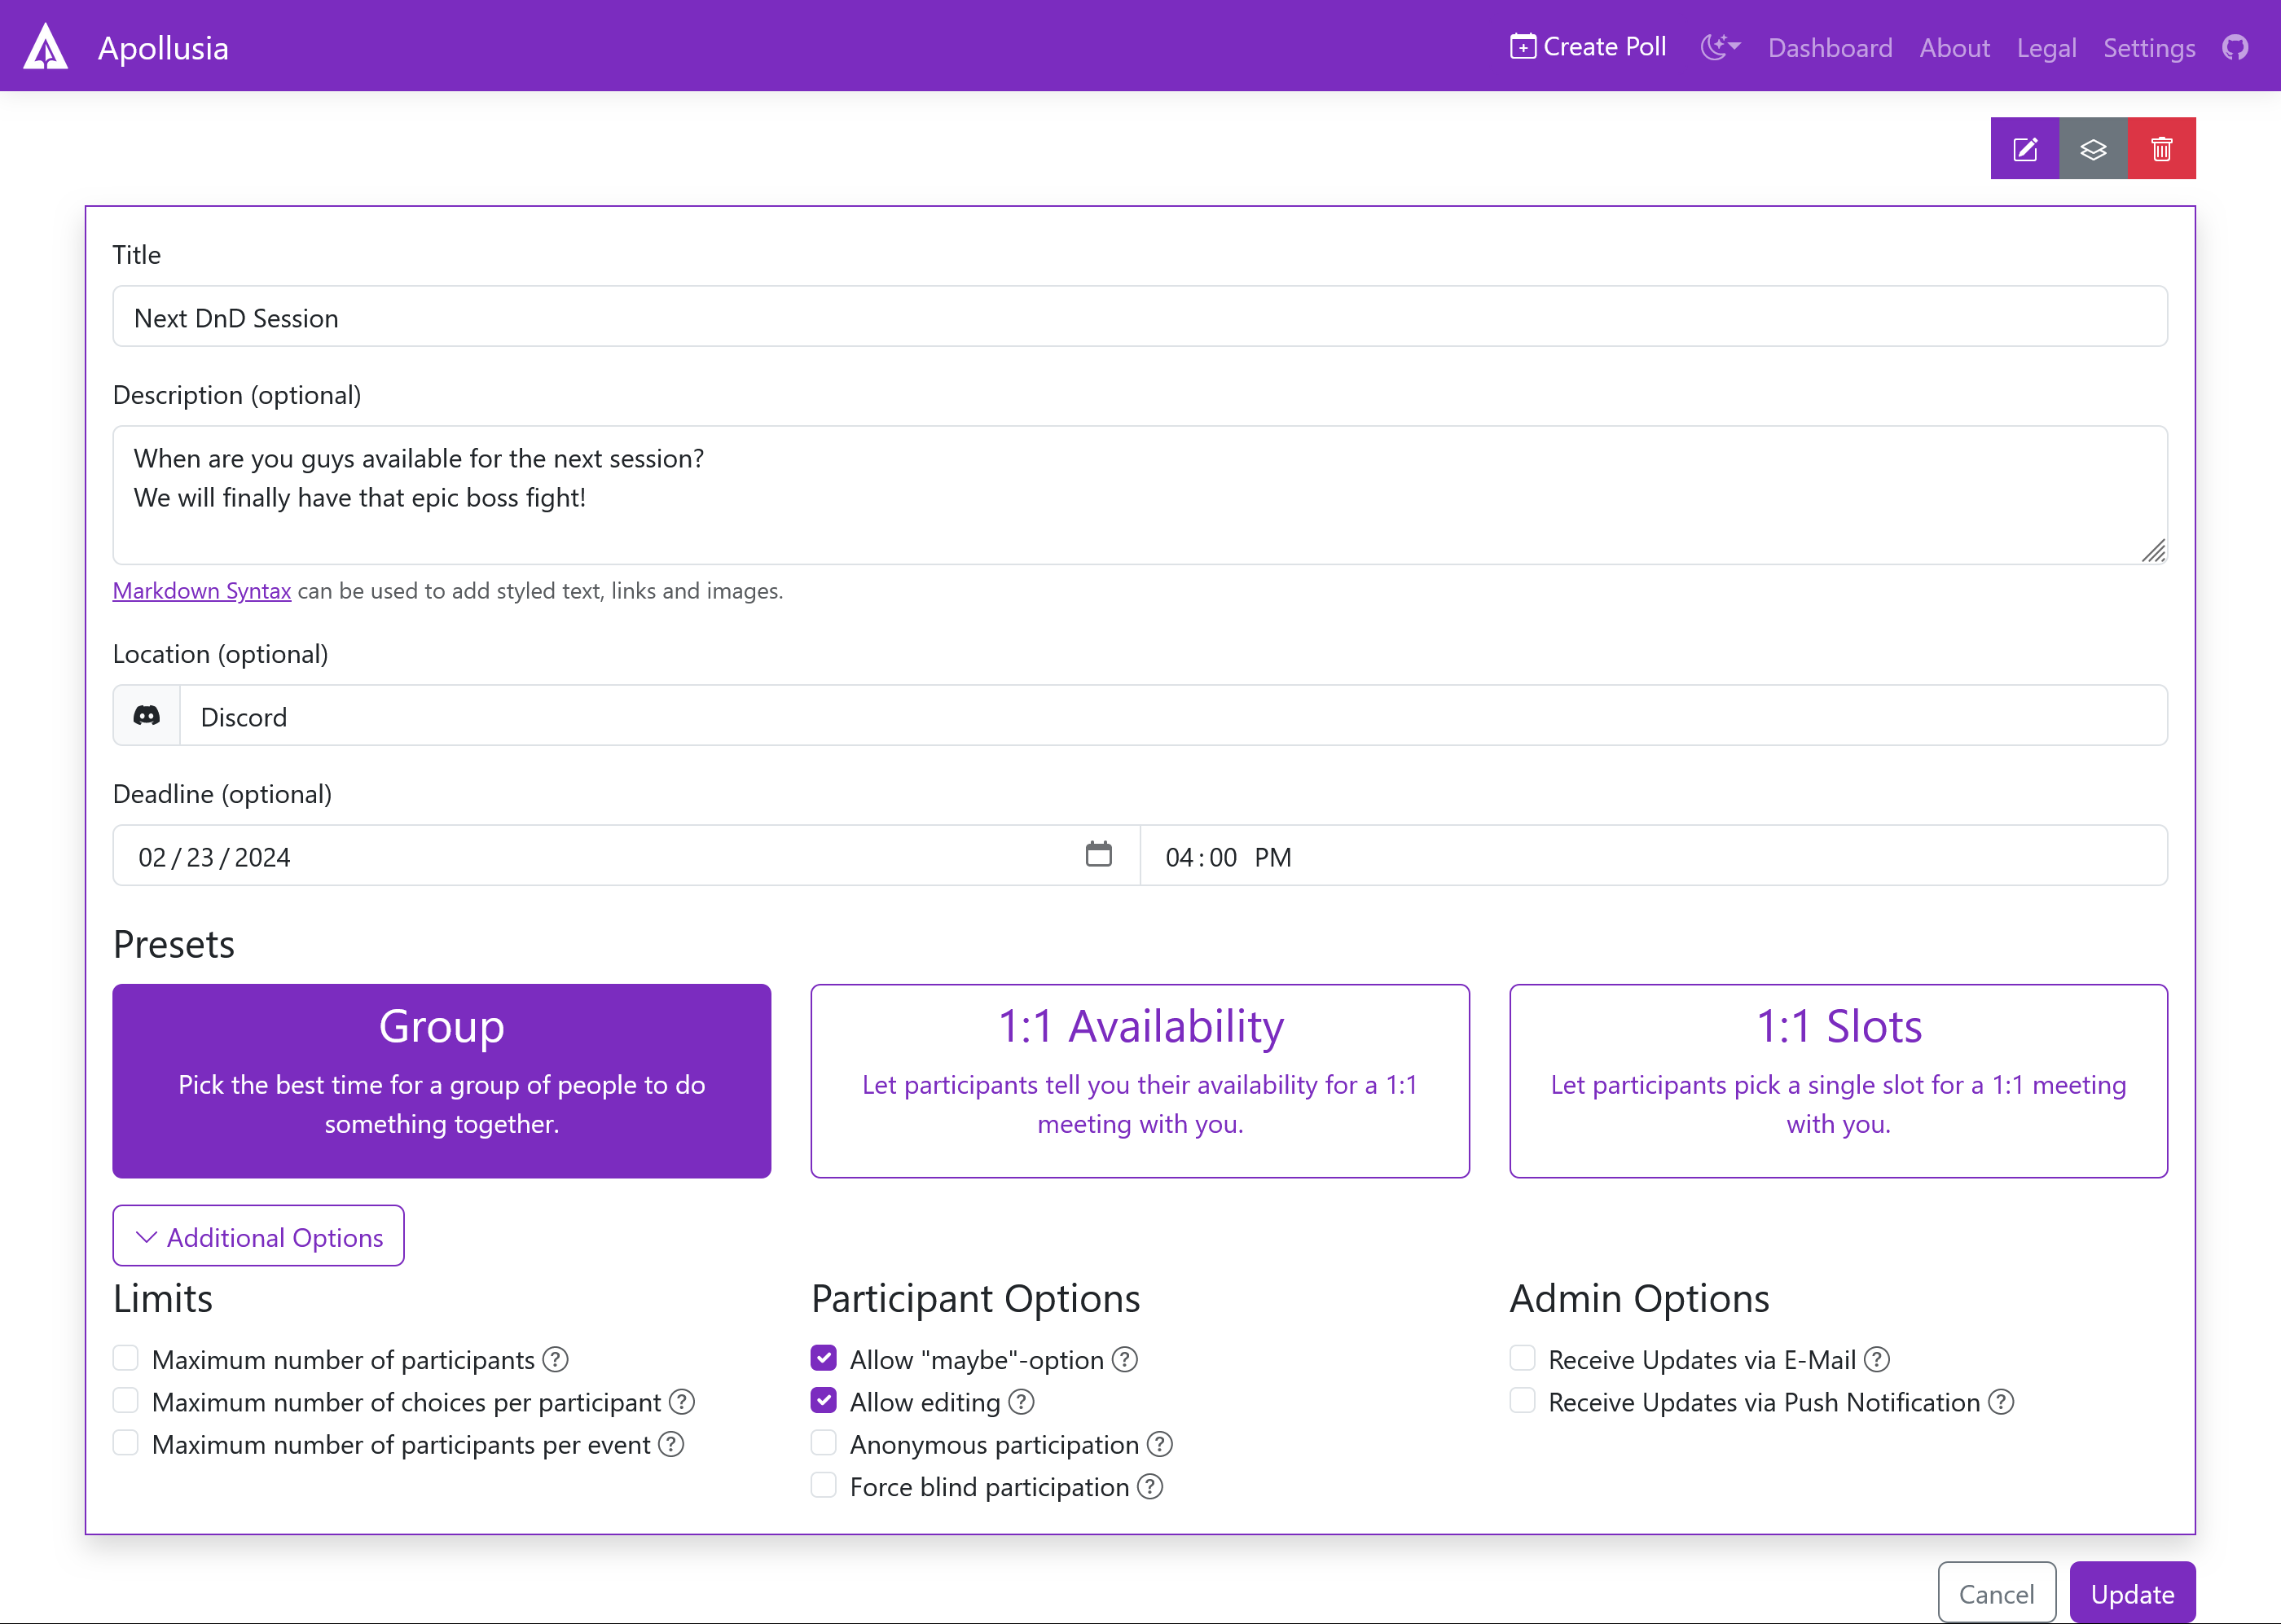 Apollusia
Create Poll
Dashboard
About
Legal
Settings
Title
Next DnD Session
Description (optional)
When are you guys available for the next session?
We will finally have that epic boss fight!
Markdown Syntax can be used to add styled text, links and images.
Location (optional)
Discord
Deadline (optional)
02/23/2024
04:00 PM
Presets
Group
Pick the best time for a group of people to do
something together.
1:1 Availability
Let participants tell you their availability for a 1:1
meeting with you.
1:1 Slots
Let participants pick a single slot for a 1:1 meeting
with you.
Additional Options
Limits
Maximum number of participants
Maximum number of choices per participant
Maximum number of participants per event
Participant Options
Allow "maybe"-option
Allow editing
Anonymous participation
Force blind participation
Admin Options
Receive Updates via E-Mail
Receive Updates via Push Notification
Cancel
Update